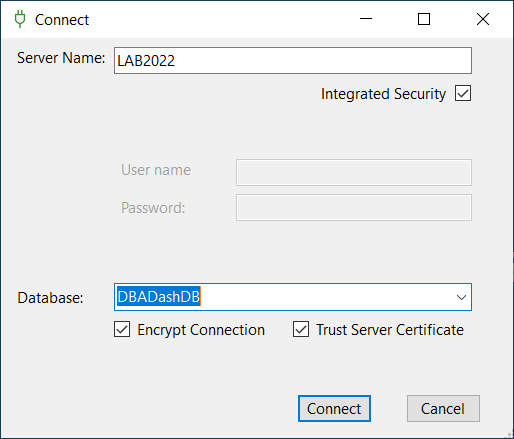 Connect
Server Name: LAB2022
Integrated Security
User name
Password:
Database: DBADashDB
Encrypt Connection Trust Server Certificate
Connect Cancel